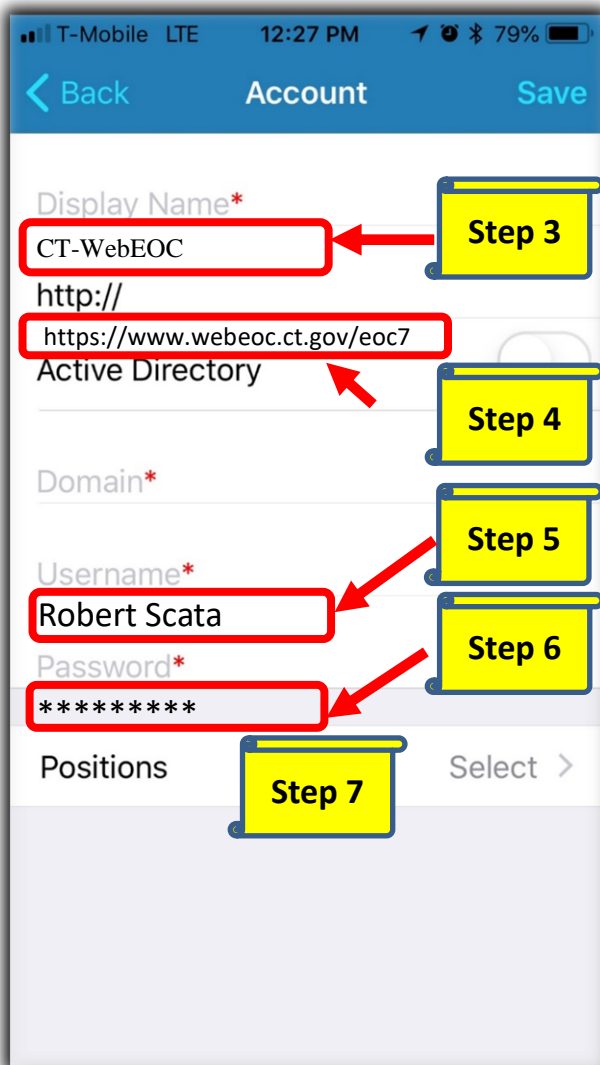 T-Mobile LTE 12:27 PM 79%
Back Account Save
Display Name*
Step 3
CT-WebEOC
http://
https://www.webeoc.ct.gov/eoc7
Active Directory
Step 4
Domain*
Step 5
Username*
Robert Scata
Step 6
Password*
*********
Positions Select >
Step 7